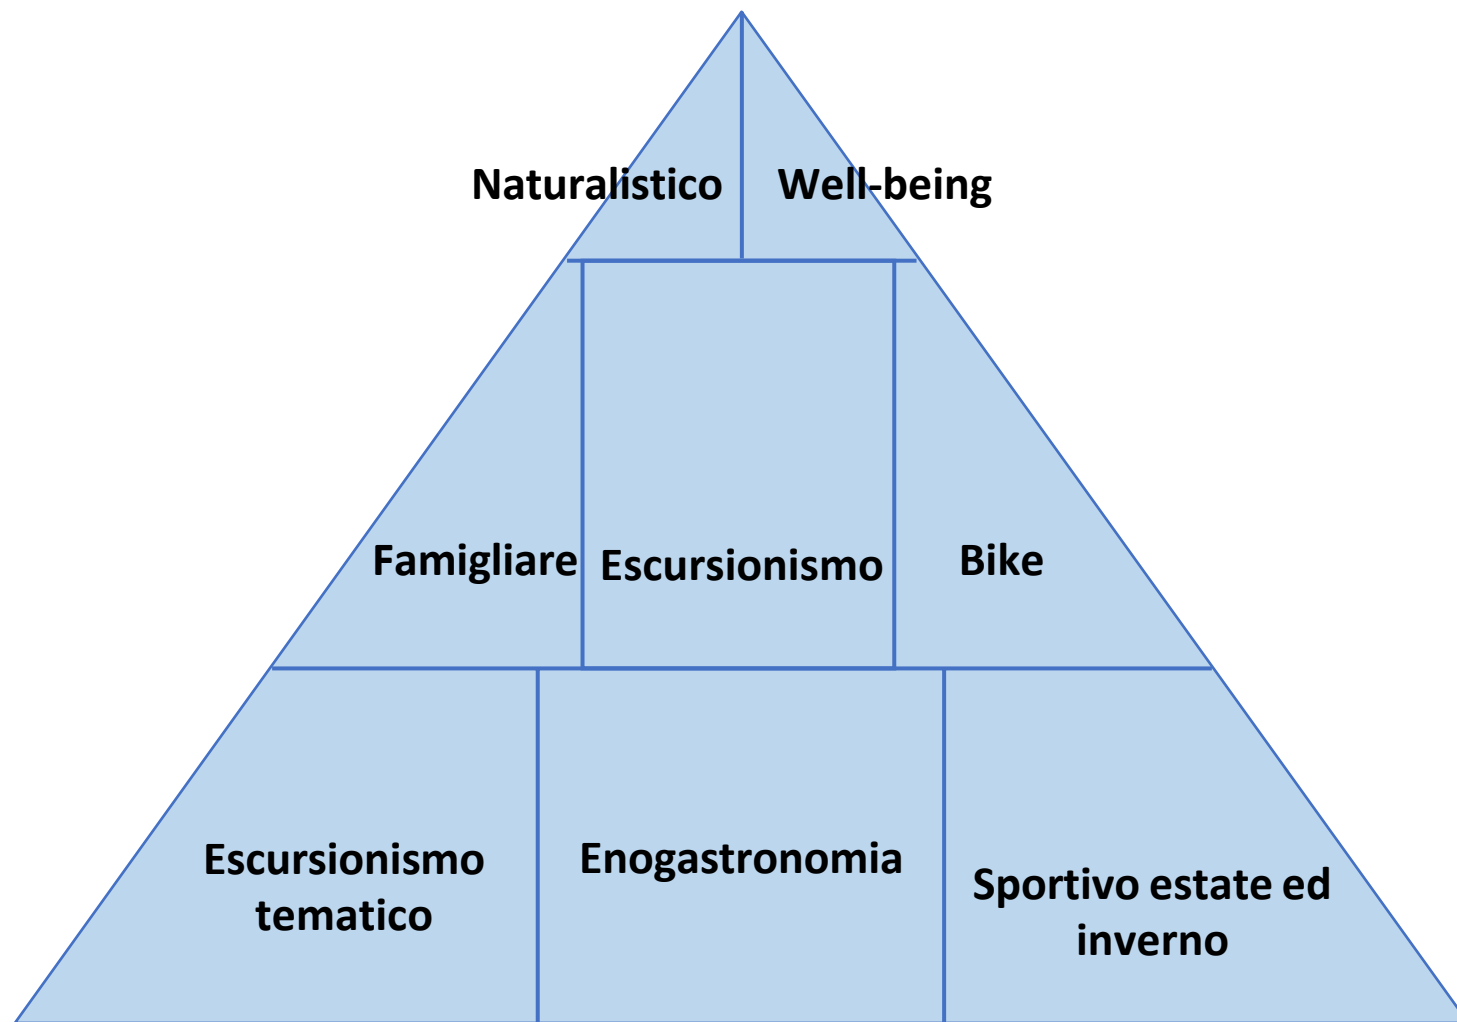 Naturalistico
Well-being
Famigliare
Escursionismo
Bike
Escursionismo
tematico
Enogastronomia
Sportivo estate ed
inverno